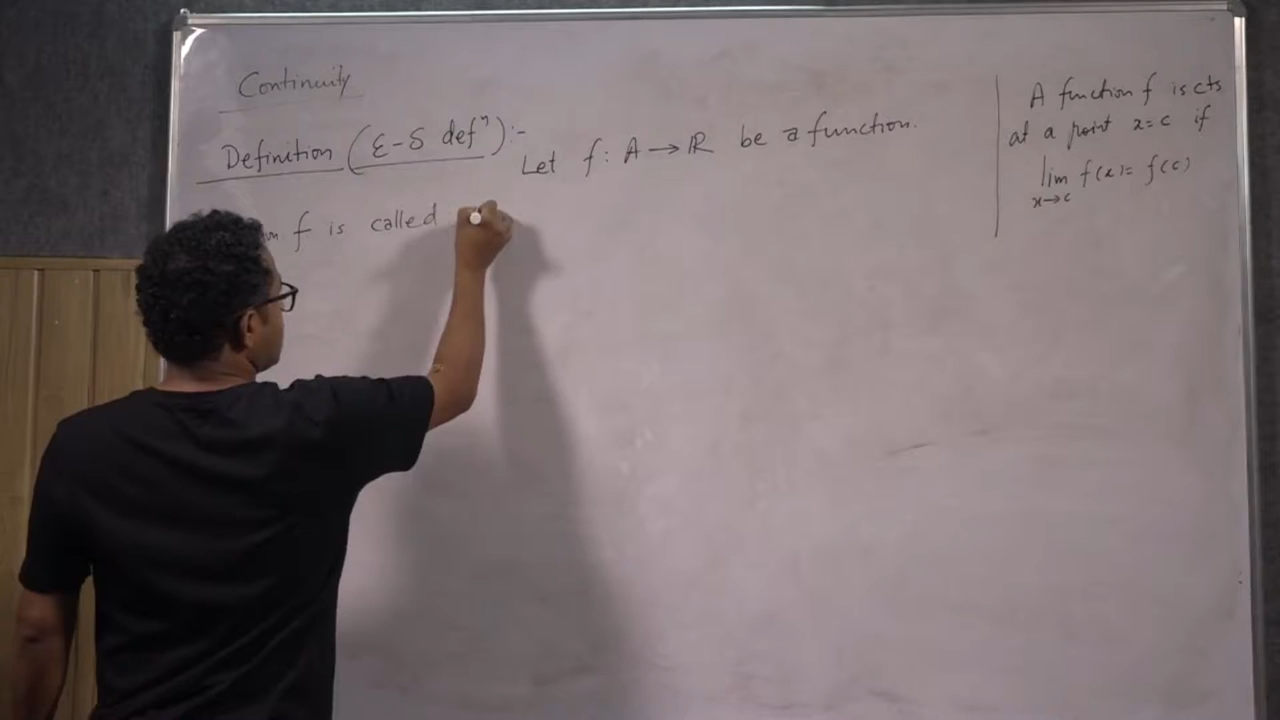 Continuity
Definition (ε-δ defⁿ):-
Let f: A → ℝ be a function.
f is called
A function f is cts
at a point x=c if
lim f(x)= f(c)
x→c